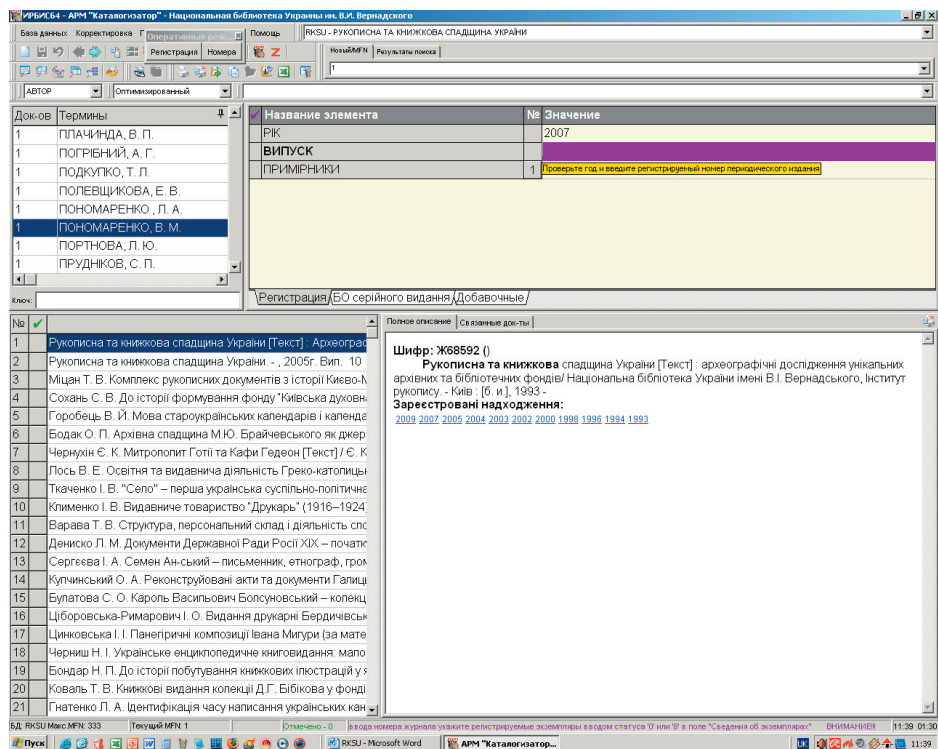 ИРБИС64 - АРМ "Каталогизатор" - Национальная библиотека Украины им. В.И. Вернадского
База данных Корректировка Помощь
Оперативные реж...
Регистрация Номера
RKSU - РУКОПИСНА ТА КНИЖКОВА СПАДЩИНА УКРАЇНИ
Новый/MFN Результаты поиска
1
АВТОР Оптимизированный
Док-ов Термины
1 ПЛАЧИНДА, В. П.
1 ПОГРІБНИЙ, А. Г.
1 ПОДКУПКО, Т. Л.
1 ПОЛЕВЩИКОВА, Е. В.
1 ПОНОМАРЕНКО , Л. А.
1 ПОНОМАРЕНКО, В. М.
1 ПОРТНОВА, Л. Ю.
1 ПРУДНІКОВ, С. П.
Ключ:
Название элемента № Значение
РІК 2007
ВИПУСК
ПРИМІРНИКИ 1
Проверьте год и введите регистрируемый номер периодического издания
Регистрация БО серійного видання Добавочные
№
1 Рукописна та книжкова спадщина України [Текст] : Археограф
2 Рукописна та книжкова спадщина України. - , 2005г. Вип. 10
3 Міцан Т. В. Комплекс рукописних документів з історії Києво-М
4 Сохань С. В. До історії формування фонду "Київська духовн
5 Горобець В. Й. Мова староукраїнських календарів і календа
6 Бодак О. П. Архівна спадщина М.Ю. Брайчевського як джер
7 Чернухін Є. К. Митрополит Готії та Кафи Гедеон [Текст] / Є. К
8 Лось В. Е. Освітня та видавнича діяльність Греко-католиць
9 Ткаченко І. В. "Село" – перша українська суспільно-політична
10 Клименко І. В. Видавниче товариство "Друкарь" (1916–1924)
11 Варава Т. В. Структура, персональний склад і діяльність спо
12 Дениско Л. М. Документи Державної Ради Росії ХІХ – початк
13 Сергеєва І. А. Семен Ан-ський – письменник, етнограф, гром
14 Купчинський О. А. Реконструйовані акти та документи Галиць
15 Булатова С. О. Кароль Васильович Болсуновський – колекц
16 Ціборовська-Римарович І. О. Видання друкарні Бердичівськ
17 Цинковська І. І. Панегіричні композиції Івана Мигури (за мате
18 Черниш Н. І. Українське енциклопедичне книговидання: мало
19 Бондар Н. П. До історії побутування книжкових ілюстрацій у я
20 Коваль Т. В. Книжкові видання колекції Д.Г. Бібікова у фонді
21 Гнатенко Л. А. Ідентифікація часу написання українських кан
Полное описание Связанные док-ты
Шифр: Ж68592 ()
Рукописна та книжкова спадщина України [Текст] : археографічні дослідження унікальних
архівних та бібліотечних фондів/ Національна бібліотека України імені В.І. Вернадського, Інститут
рукопису. - Київ : [б. и.], 1993 -
Зареєстровані надходження:
2009 2007 2005 2004 2003 2002 2000 1998 1996 1994 1993
БД: RKSU Макс.MFN: 333 Текущий MFN: 1 Отмечено - 0 ввода номера журнала укажите регистрируемые экземпляры вводом статуса '0' или '8' в поле "Сведения об экземплярах" ВНИМАНИЕ!!! 11:39 01:30
Пуск RKSU - Microsoft Word АРМ "Каталогизатор... UK 11:39